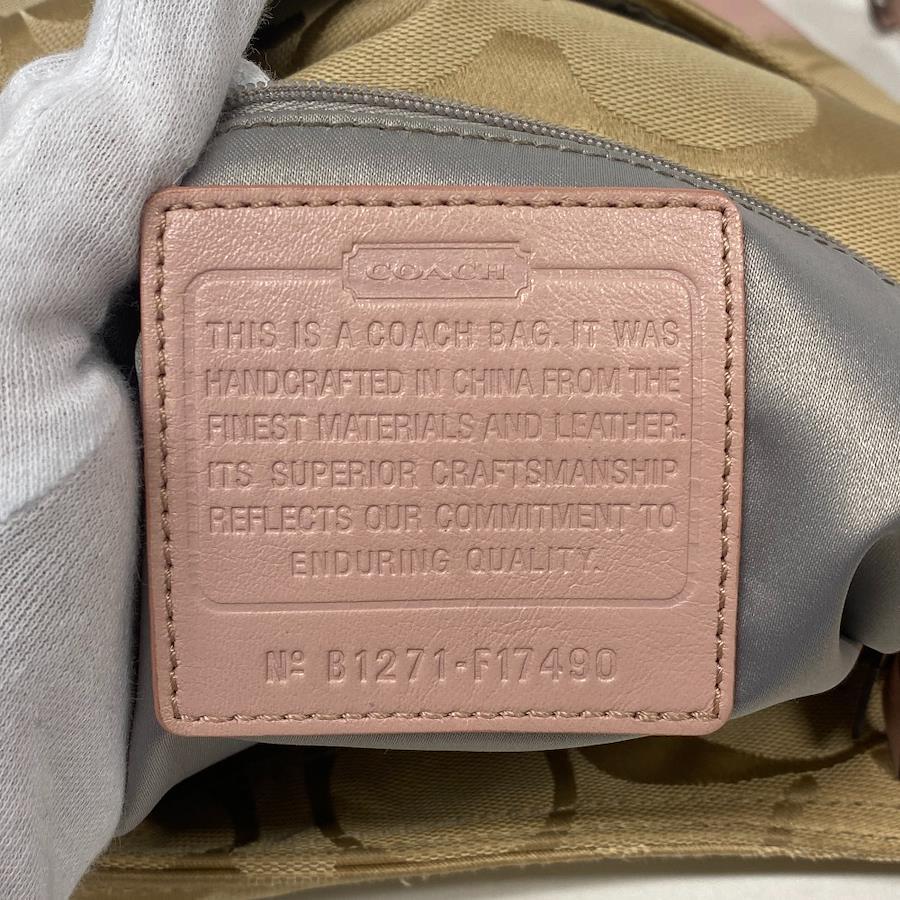 COACH
THIS IS A COACH BAG. IT WAS
HANDCRAFTED IN CHINA FROM THE
FINEST MATERIALS AND LEATHER.
ITS SUPERIOR CRAFTSMANSHIP
REFLECTS OUR COMMITMENT TO
ENDURING QUALITY.
Nº B1271-F17490